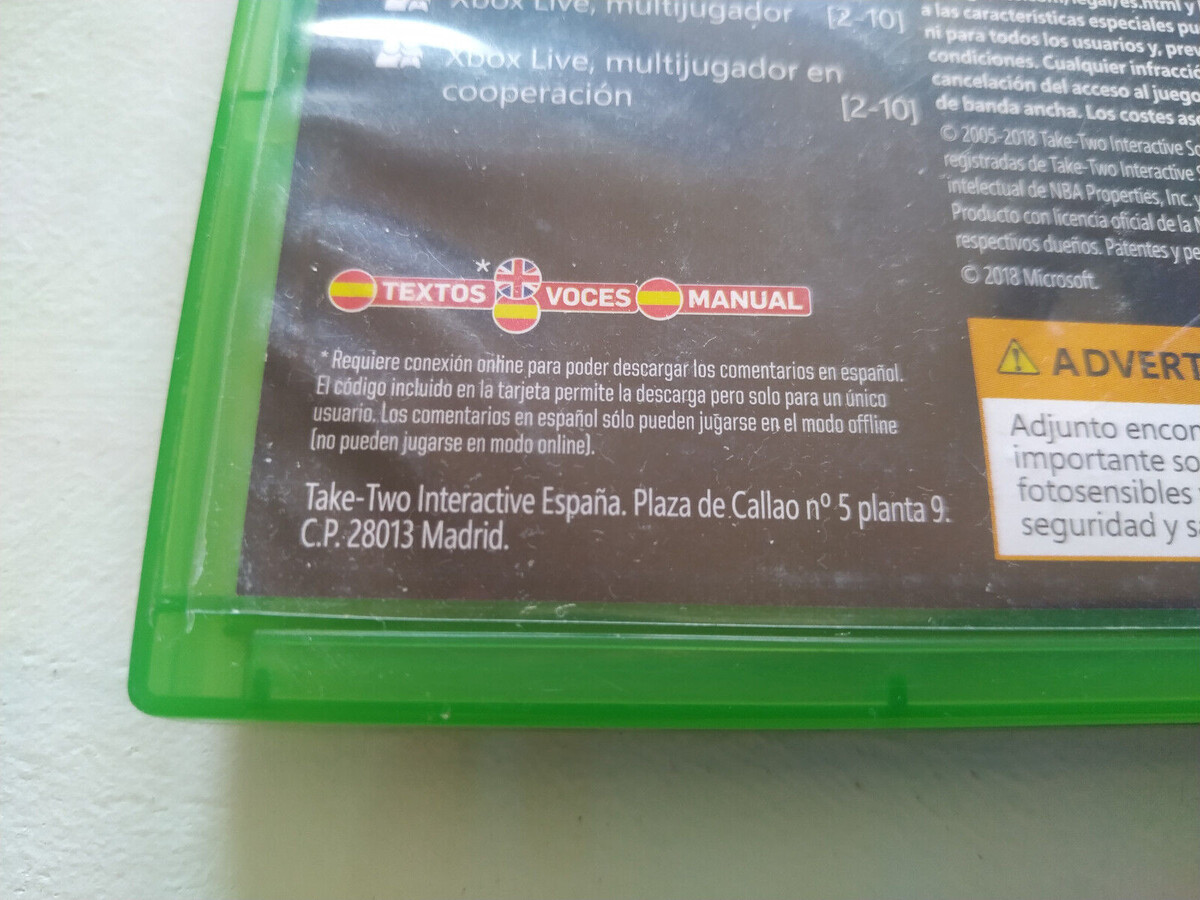 Xbox Live, multijugador [2-10]
Xbox Live, multijugador en
cooperación [2-10]
* TEXTOS VOCES MANUAL
* Requiere conexión online para poder descargar los comentarios en español.
El código incluido en la tarjeta permite la descarga pero solo para un único
usuario. Los comentarios en español sólo pueden jugarse en el modo offline
(no pueden jugarse en modo online).
Take-Two Interactive España. Plaza de Callao nº 5 planta 9.
C.P. 28013 Madrid.
legal/es.html y
a las características especiales pu
ni para todos los usuarios y, prev
condiciones. Cualquier infracció
cancelación del acceso al juego
de banda ancha. Los costes aso
© 2005-2018 Take-Two Interactive So
registradas de Take-Two Interactive S
intelectual de NBA Properties, Inc. y
Producto con licencia oficial de la N
respectivos dueños. Patentes y pe
© 2018 Microsoft.
ADVERT
Adjunto encon
importante so
fotosensibles
seguridad y s